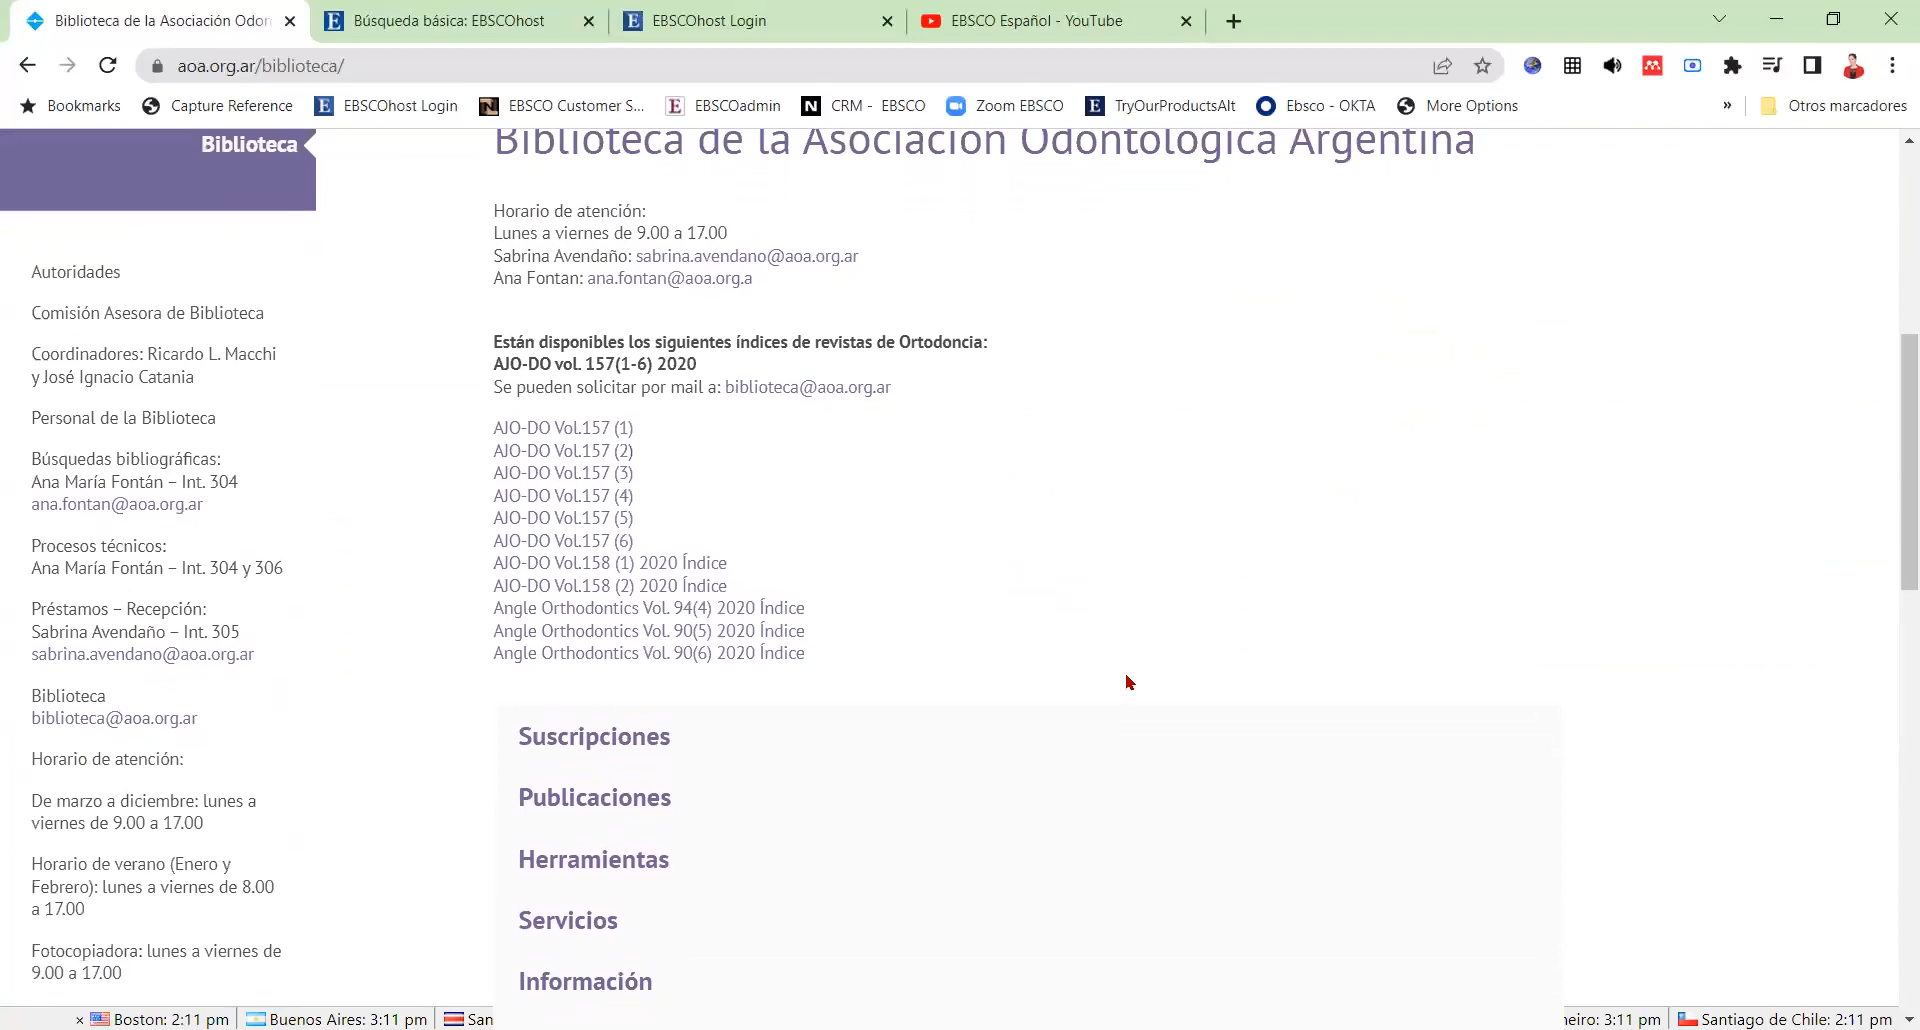 Biblioteca de la Asociación Odon
Búsqueda básica: EBSCOhost
EBSCOhost Login
EBSCO Español - YouTube
aoa.org.ar/biblioteca/
Bookmarks
Capture Reference
EBSCOhost Login
EBSCO Customer S...
EBSCOadmin
CRM - EBSCO
Zoom EBSCO
TryOurProductsAlt
Ebsco - OKTA
More Options
»
Otros marcadores
Biblioteca
Autoridades
Comisión Asesora de Biblioteca
Coordinadores: Ricardo L. Macchi
y José Ignacio Catania
Personal de la Biblioteca
Búsquedas bibliográficas:
Ana María Fontán – Int. 304
ana.fontan@aoa.org.ar
Procesos técnicos:
Ana María Fontán – Int. 304 y 306
Préstamos – Recepción:
Sabrina Avendaño – Int. 305
sabrina.avendano@aoa.org.ar
Biblioteca
biblioteca@aoa.org.ar
Horario de atención:
De marzo a diciembre: lunes a
viernes de 9.00 a 17.00
Horario de verano (Enero y
Febrero): lunes a viernes de 8.00
a 17.00
Fotocopiadora: lunes a viernes de
9.00 a 17.00
Biblioteca de la Asociación Odontológica Argentina
Horario de atención:
Lunes a viernes de 9.00 a 17.00
Sabrina Avendaño: sabrina.avendano@aoa.org.ar
Ana Fontan: ana.fontan@aoa.org.a
Están disponibles los siguientes índices de revistas de Ortodoncia:
AJO-DO vol. 157(1-6) 2020
Se pueden solicitar por mail a: biblioteca@aoa.org.ar
AJO-DO Vol.157 (1)
AJO-DO Vol.157 (2)
AJO-DO Vol.157 (3)
AJO-DO Vol.157 (4)
AJO-DO Vol.157 (5)
AJO-DO Vol.157 (6)
AJO-DO Vol.158 (1) 2020 Índice
AJO-DO Vol.158 (2) 2020 Índice
Angle Orthodontics Vol. 94(4) 2020 Índice
Angle Orthodontics Vol. 90(5) 2020 Índice
Angle Orthodontics Vol. 90(6) 2020 Índice
Suscripciones
Publicaciones
Herramientas
Servicios
Información
Boston: 2:11 pm
Buenos Aires: 3:11 pm
San
neiro: 3:11 pm
Santiago de Chile: 2:11 pm